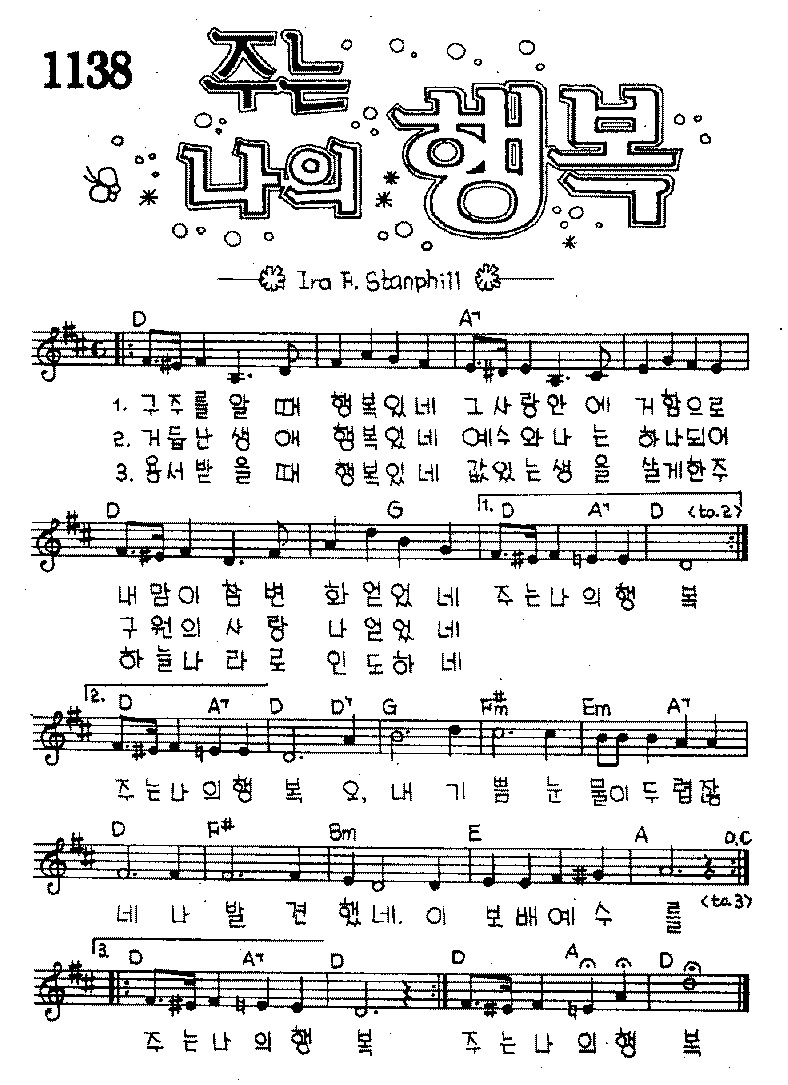 1138
주는
나의 행복
Ira F. Stanphill
D A7
1. 구주를 알 때 행복있네 그 사랑안에 거함으로
2. 거듭난 생애 행복있네 예수와 나는 하나되어
3. 용서받을 때 행복있네 값있는생을 살게한주
D G 1. D A7 D (to.2)
내 맘이 참 변화 얻었네 주는나의행 복
구원의 사랑 나 얻었네
하늘나라로 인도하네
2. D A7 D D7 G F#m Em A7
주는나의행 복 오, 내 기쁨 눈물이두렵잖
D F# Bm E A D.C
네 나 발견했네. 이 보배예수를 (to.3)
3. D A7 D D A D
주는나의행 복 주는나의행 복